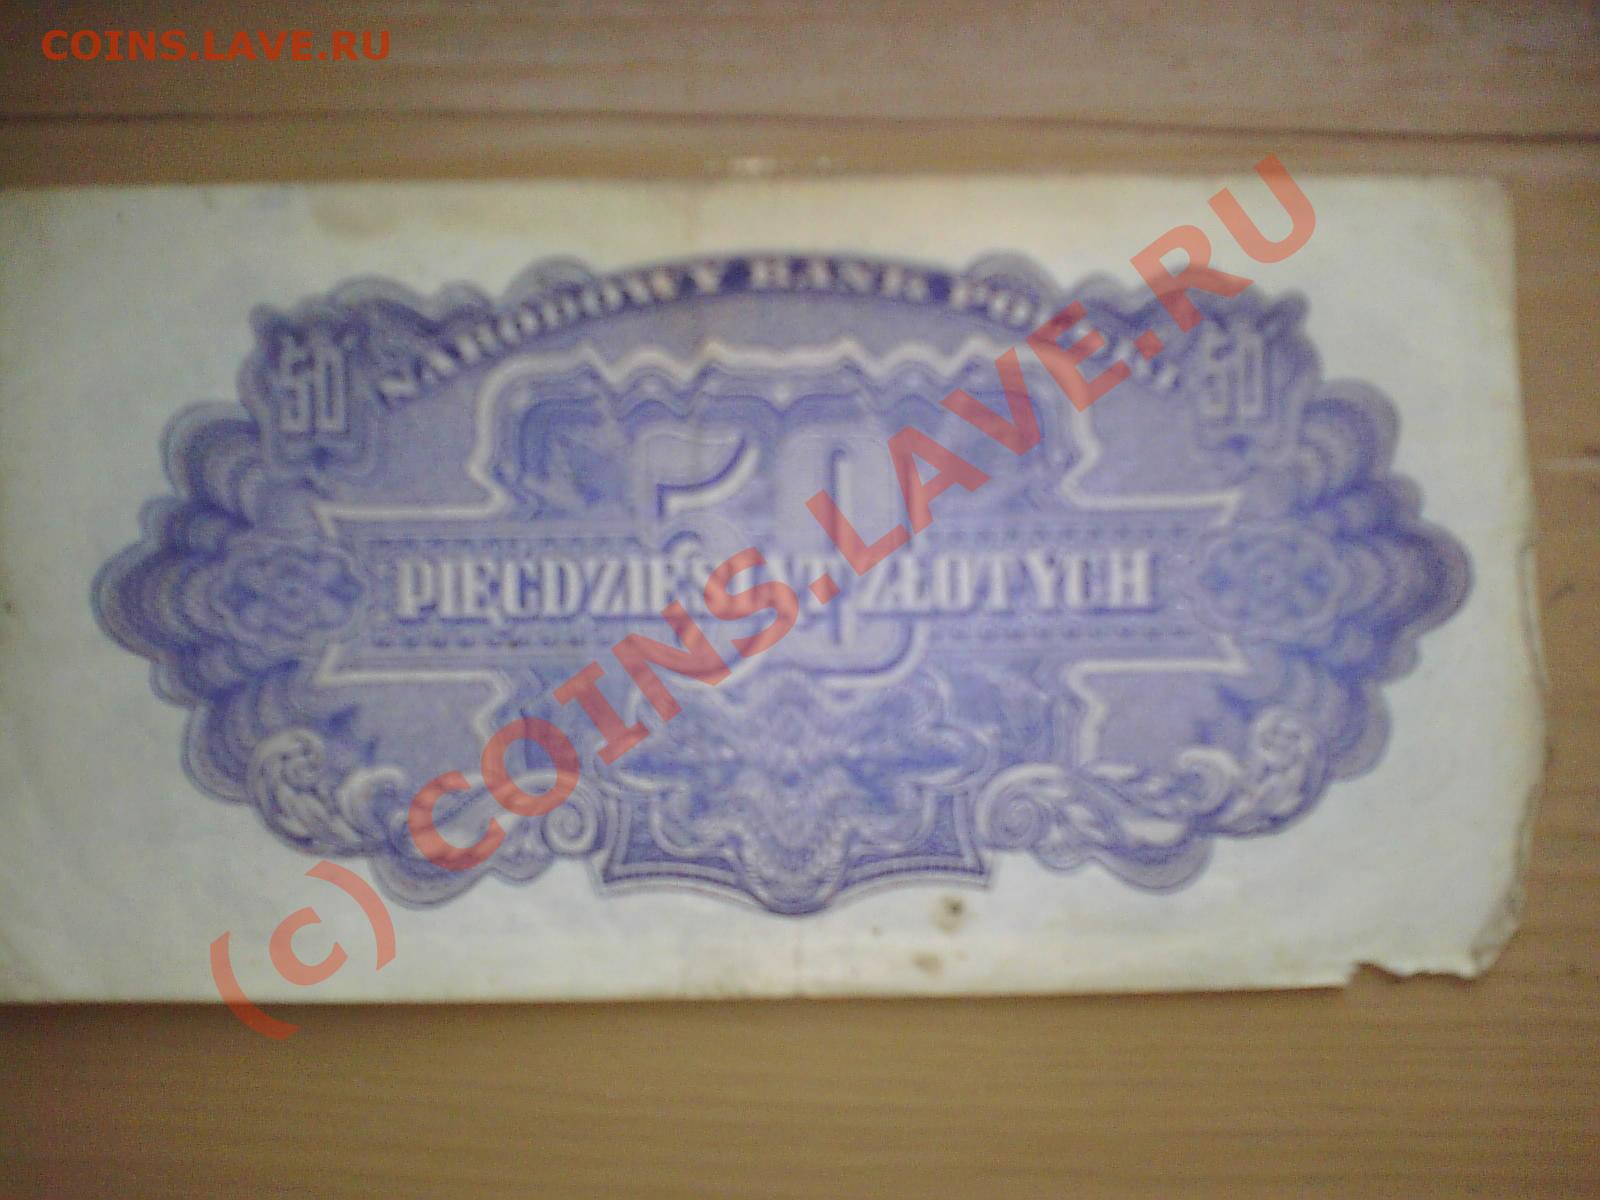 COINS.LAVE.RU
NARODOWY BANK POLSKI
50 50
50
PIĘĆDZIESIĄT ZŁOTYCH
(c) COINS.LAVE.RU